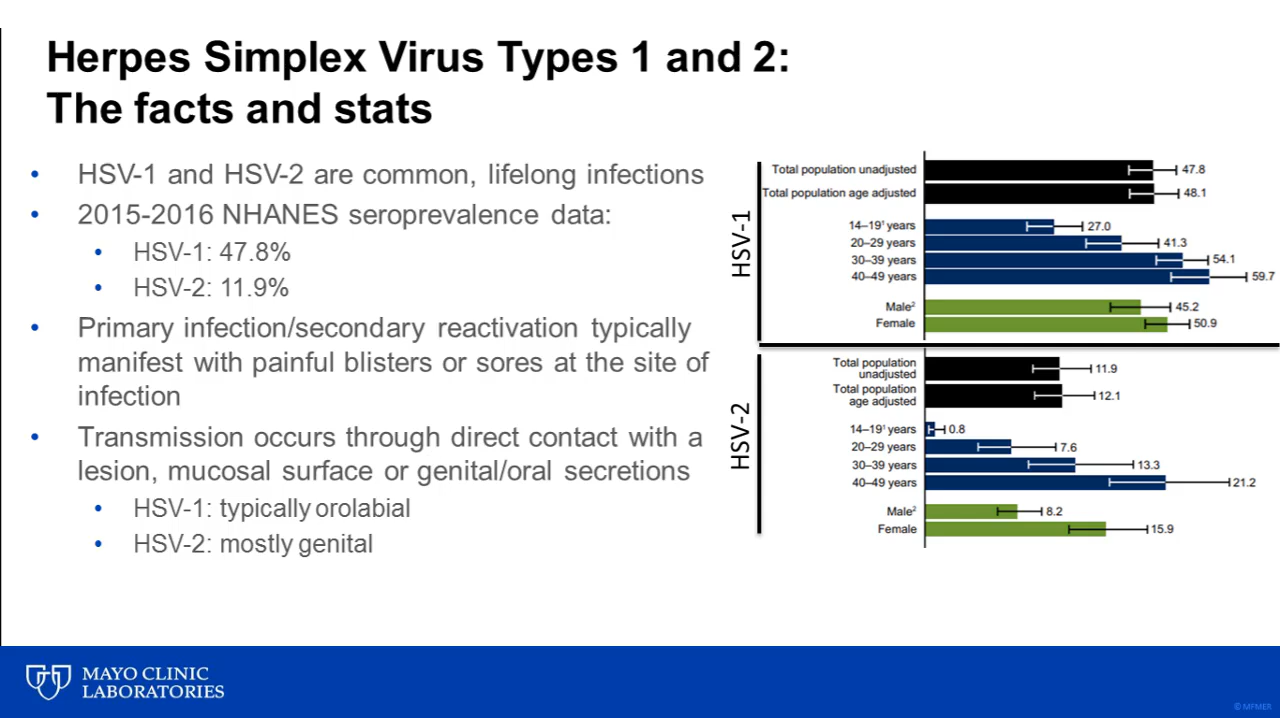 Herpes Simplex Virus Types 1 and 2:
The facts and stats
• HSV-1 and HSV-2 are common, lifelong infections
• 2015-2016 NHANES seroprevalence data:
• HSV-1: 47.8%
• HSV-2: 11.9%
• Primary infection/secondary reactivation typically
manifest with painful blisters or sores at the site of
infection
• Transmission occurs through direct contact with a
lesion, mucosal surface or genital/oral secretions
• HSV-1: typically orolabial
• HSV-2: mostly genital
HSV-1
Total population unadjusted 47.8
Total population age adjusted 48.1
14–19¹ years 27.0
20–29 years 41.3
30–39 years 54.1
40–49 years 59.7
Male² 45.2
Female 50.9
HSV-2
Total population
unadjusted 11.9
Total population
age adjusted 12.1
14–19¹ years 0.8
20–29 years 7.6
30–39 years 13.3
40–49 years 21.2
Male² 8.2
Female 15.9
MAYO CLINIC
LABORATORIES
© MFMER